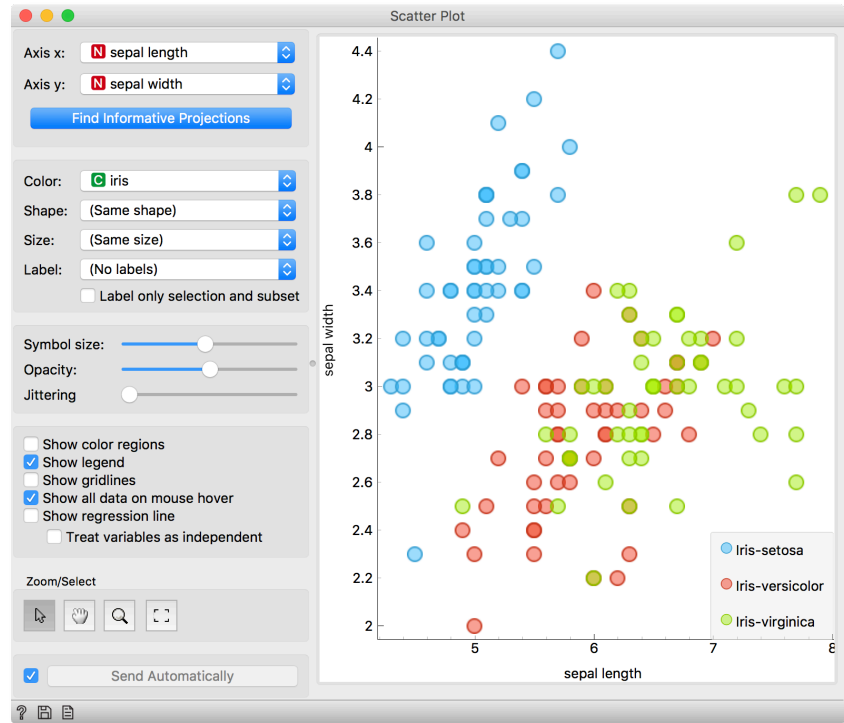 Scatter Plot
Axis x: N sepal length
Axis y: N sepal width
Find Informative Projections
Color: C iris
Shape: (Same shape)
Size: (Same size)
Label: (No labels)
Label only selection and subset
Symbol size:
Opacity:
Jittering
Show color regions
Show legend
Show gridlines
Show all data on mouse hover
Show regression line
Treat variables as independent
Zoom/Select
Send Automatically
?
sepal width
4.4
4.2
4
3.8
3.6
3.4
3.2
3
2.8
2.6
2.4
2.2
2
5 6 7 8
sepal length
Iris-setosa
Iris-versicolor
Iris-virginica